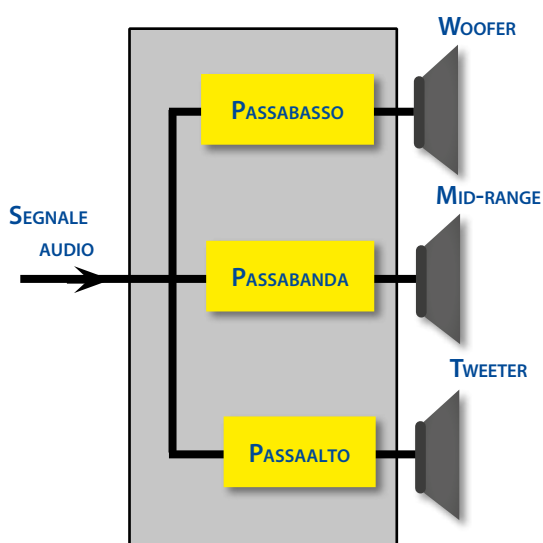 Woofer
Passabasso
Mid-range
Segnale
audio
Passabanda
Tweeter
Passaalto